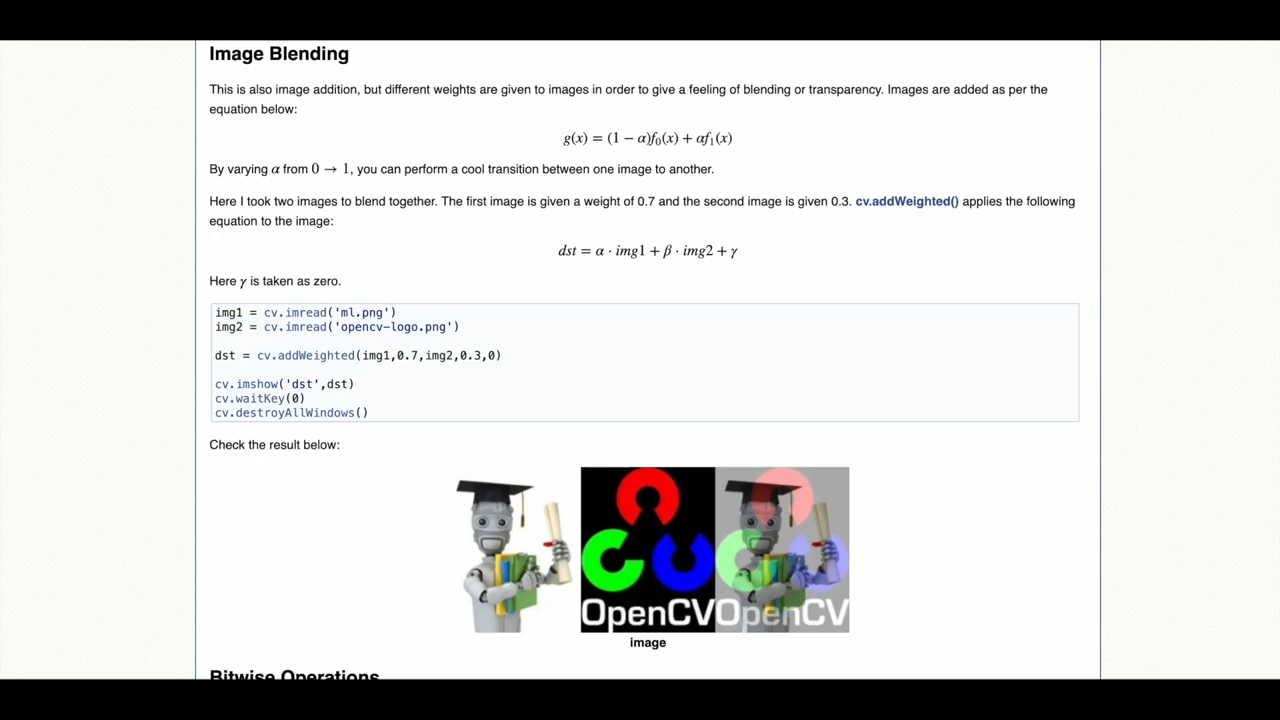 Image Blending
This is also image addition, but different weights are given to images in order to give a feeling of blending or transparency. Images are added as per the
equation below:
g(x) = (1 − α)f₀(x) + αf₁(x)
By varying α from 0 → 1, you can perform a cool transition between one image to another.
Here I took two images to blend together. The first image is given a weight of 0.7 and the second image is given 0.3. cv.addWeighted() applies the following
equation to the image:
dst = α · img1 + β · img2 + γ
Here γ is taken as zero.
img1 = cv.imread('ml.png')
img2 = cv.imread('opencv-logo.png')
dst = cv.addWeighted(img1,0.7,img2,0.3,0)
cv.imshow('dst',dst)
cv.waitKey(0)
cv.destroyAllWindows()
Check the result below:
OpenCV OpenCV
image
Bitwise Operations